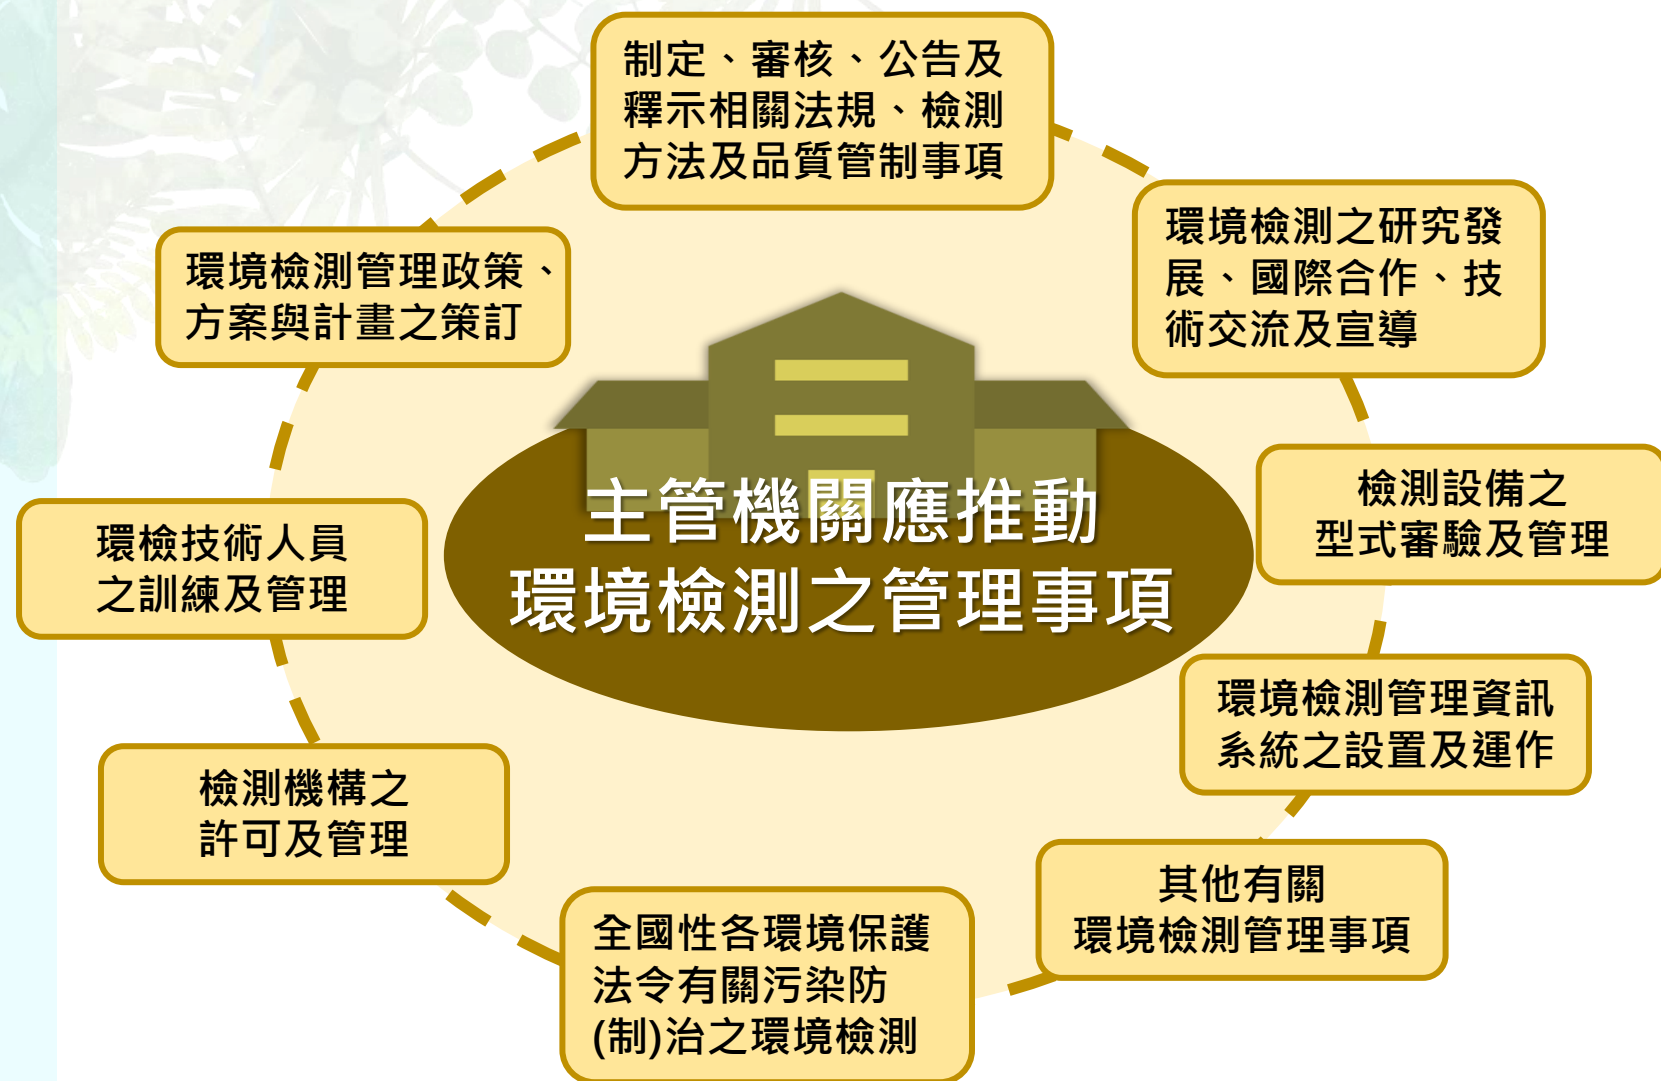 制定、審核、公告及
釋示相關法規、檢測
方法及品質管制事項
環境檢測之研究發
展、國際合作、技
術交流及宣導
環境檢測管理政策、
方案與計畫之策訂
檢測設備之
型式審驗及管理
主管機關應推動
環境檢測之管理事項
環檢技術人員
之訓練及管理
環境檢測管理資訊
系統之設置及運作
檢測機構之
許可及管理
其他有關
環境檢測管理事項
全國性各環境保護
法令有關污染防
(制)治之環境檢測